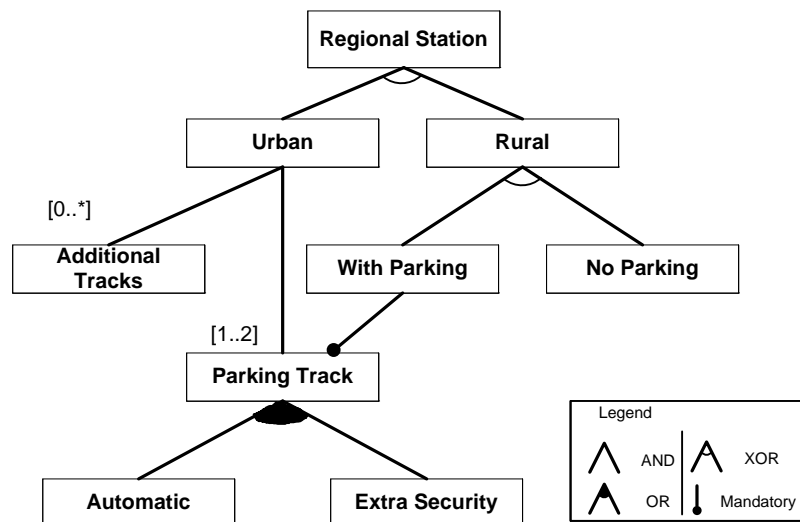 Regional Station
Urban
Rural
[0..*]
Additional
Tracks
With Parking
No Parking
[1..2]
Parking Track
Automatic
Extra Security
Legend
AND
XOR
OR
Mandatory